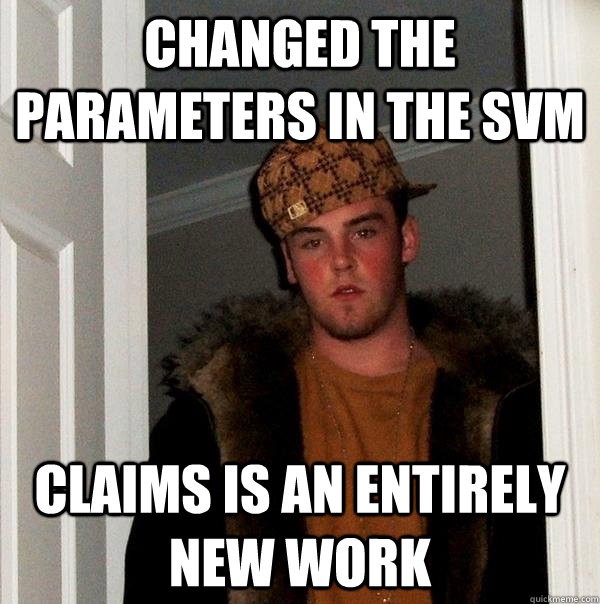 CHANGED THE
PARAMETERS IN THE SVM
CLAIMS IS AN ENTIRELY
NEW WORK
quickmeme.com